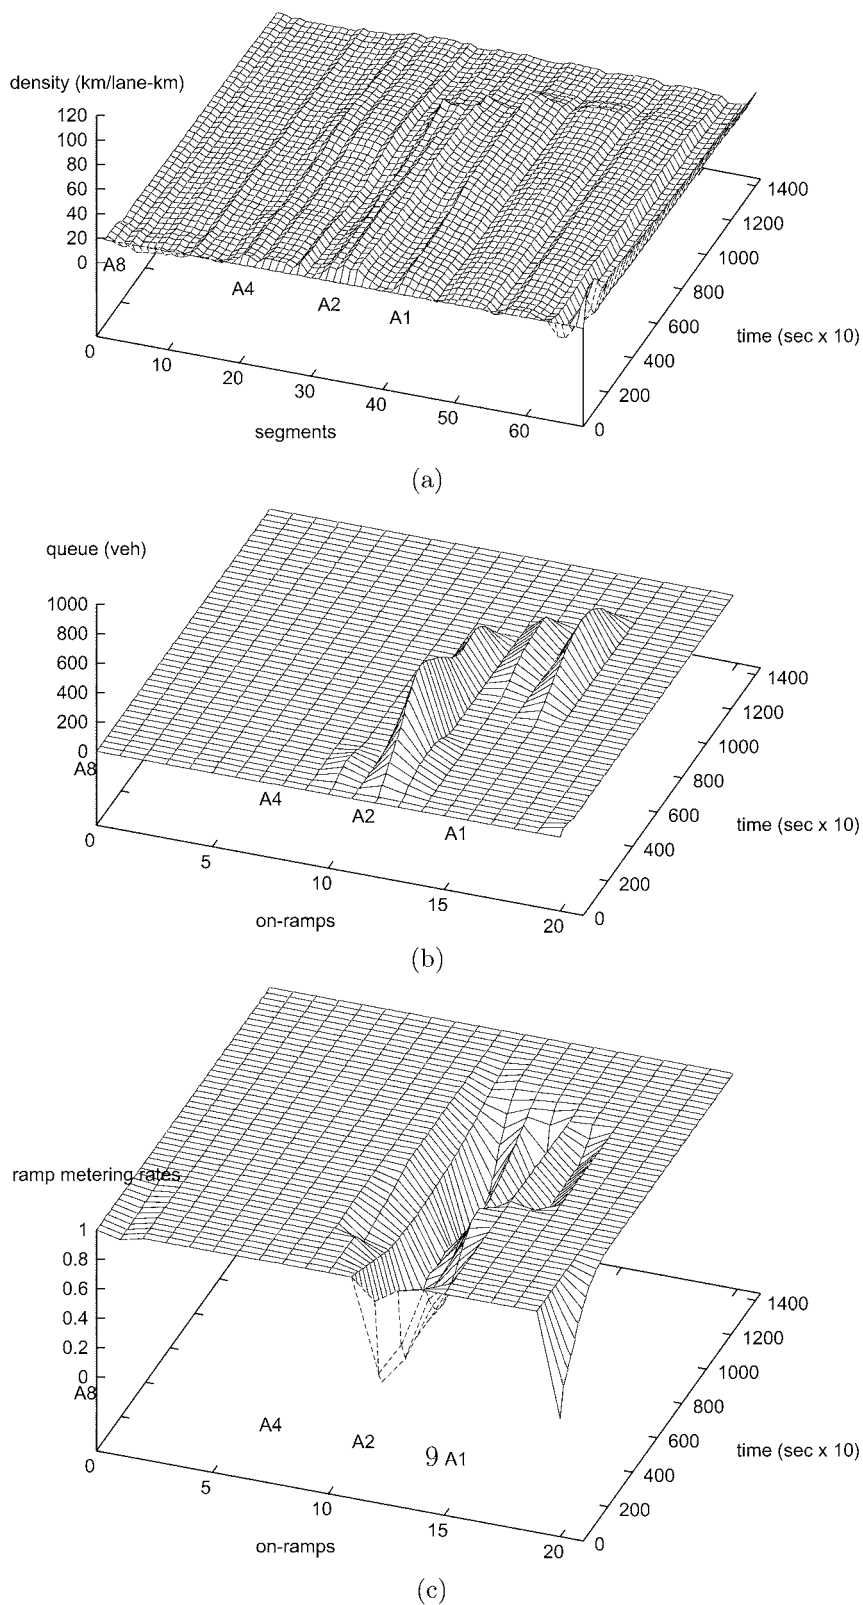 density (km/lane-km)
120
100
80
60
40
20
0
A8
A4
A2
A1
0
10
20
30
40
50
60
segments
0
200
400
600
800
1000
1200
1400
time (sec x 10)
(a)
queue (veh)
1000
800
600
400
200
0
A8
A4
A2
A1
0
5
10
15
20
on-ramps
0
200
400
600
800
1000
1200
1400
time (sec x 10)
(b)
ramp metering rates
1
0.8
0.6
0.4
0.2
0
A8
A4
A2
9 A1
0
5
10
15
20
on-ramps
0
200
400
600
800
1000
1200
1400
time (sec x 10)
(c)